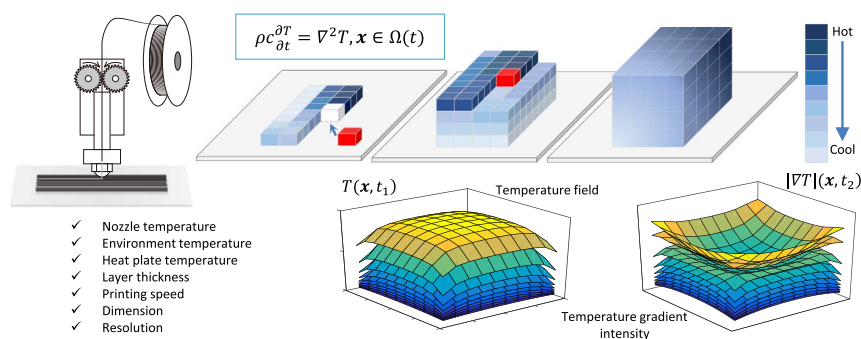 ρc ∂T/∂t = ∇²T, x ∈ Ω(t)
Hot
Cool
T(x, t₁)
Temperature field
|∇T|(x, t₂)
Temperature gradient
intensity
✓ Nozzle temperature
✓ Environment temperature
✓ Heat plate temperature
✓ Layer thickness
✓ Printing speed
✓ Dimension
✓ Resolution